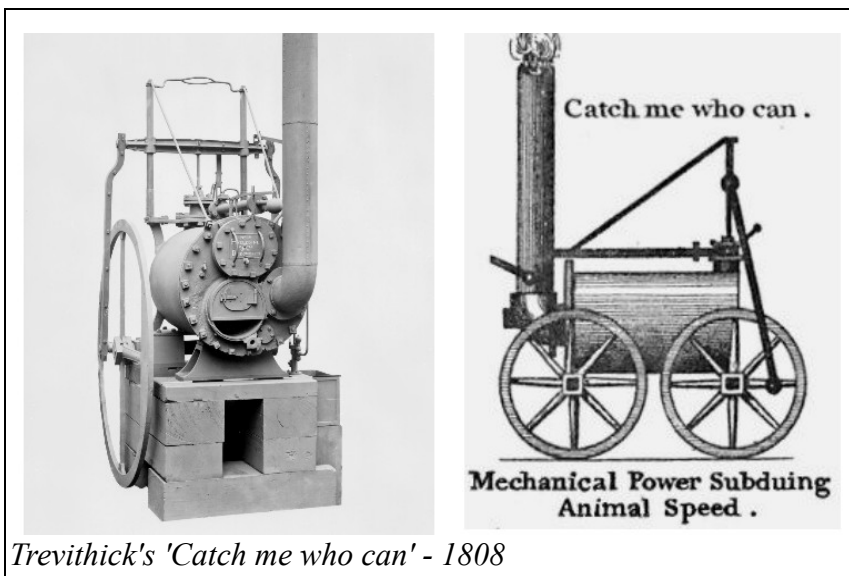 Catch me who can.
Mechanical Power Subduing
Animal Speed.
Trevithick's 'Catch me who can' - 1808